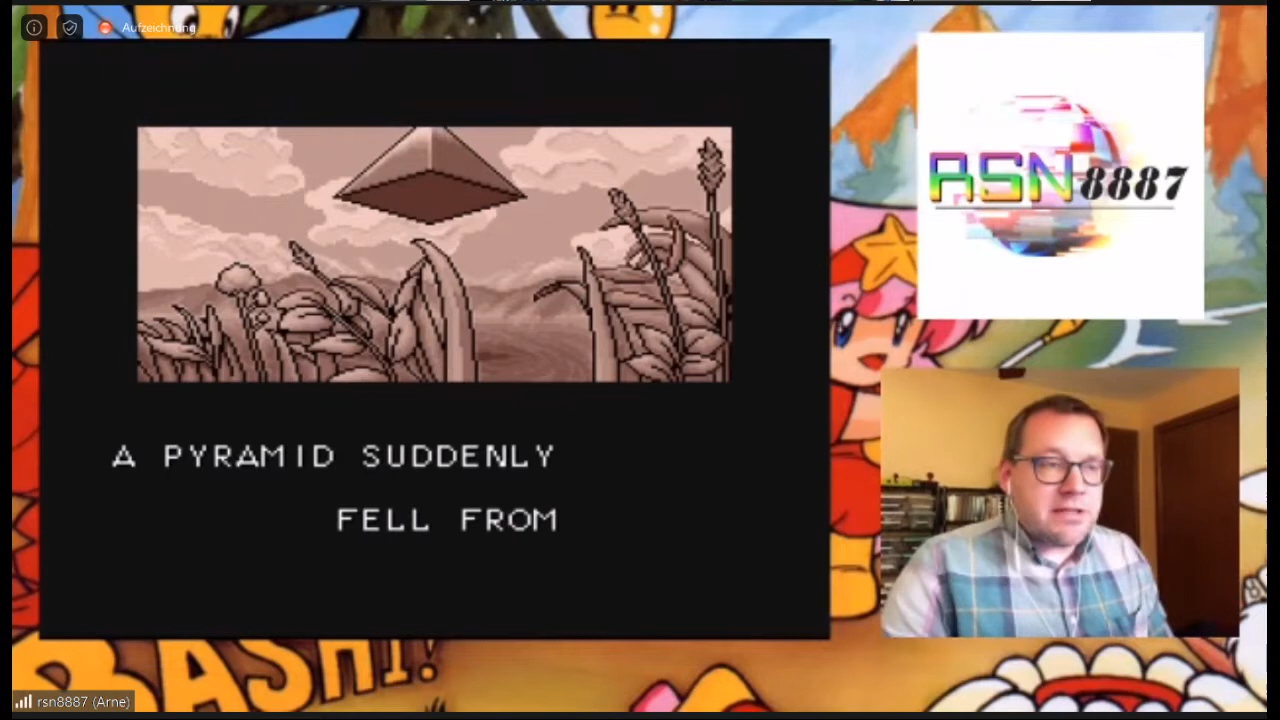 Aufzeichnung
RSN8887
A PYRAMID SUDDENLY
FELL FROM
BASH!
rsn8887 (Arne)